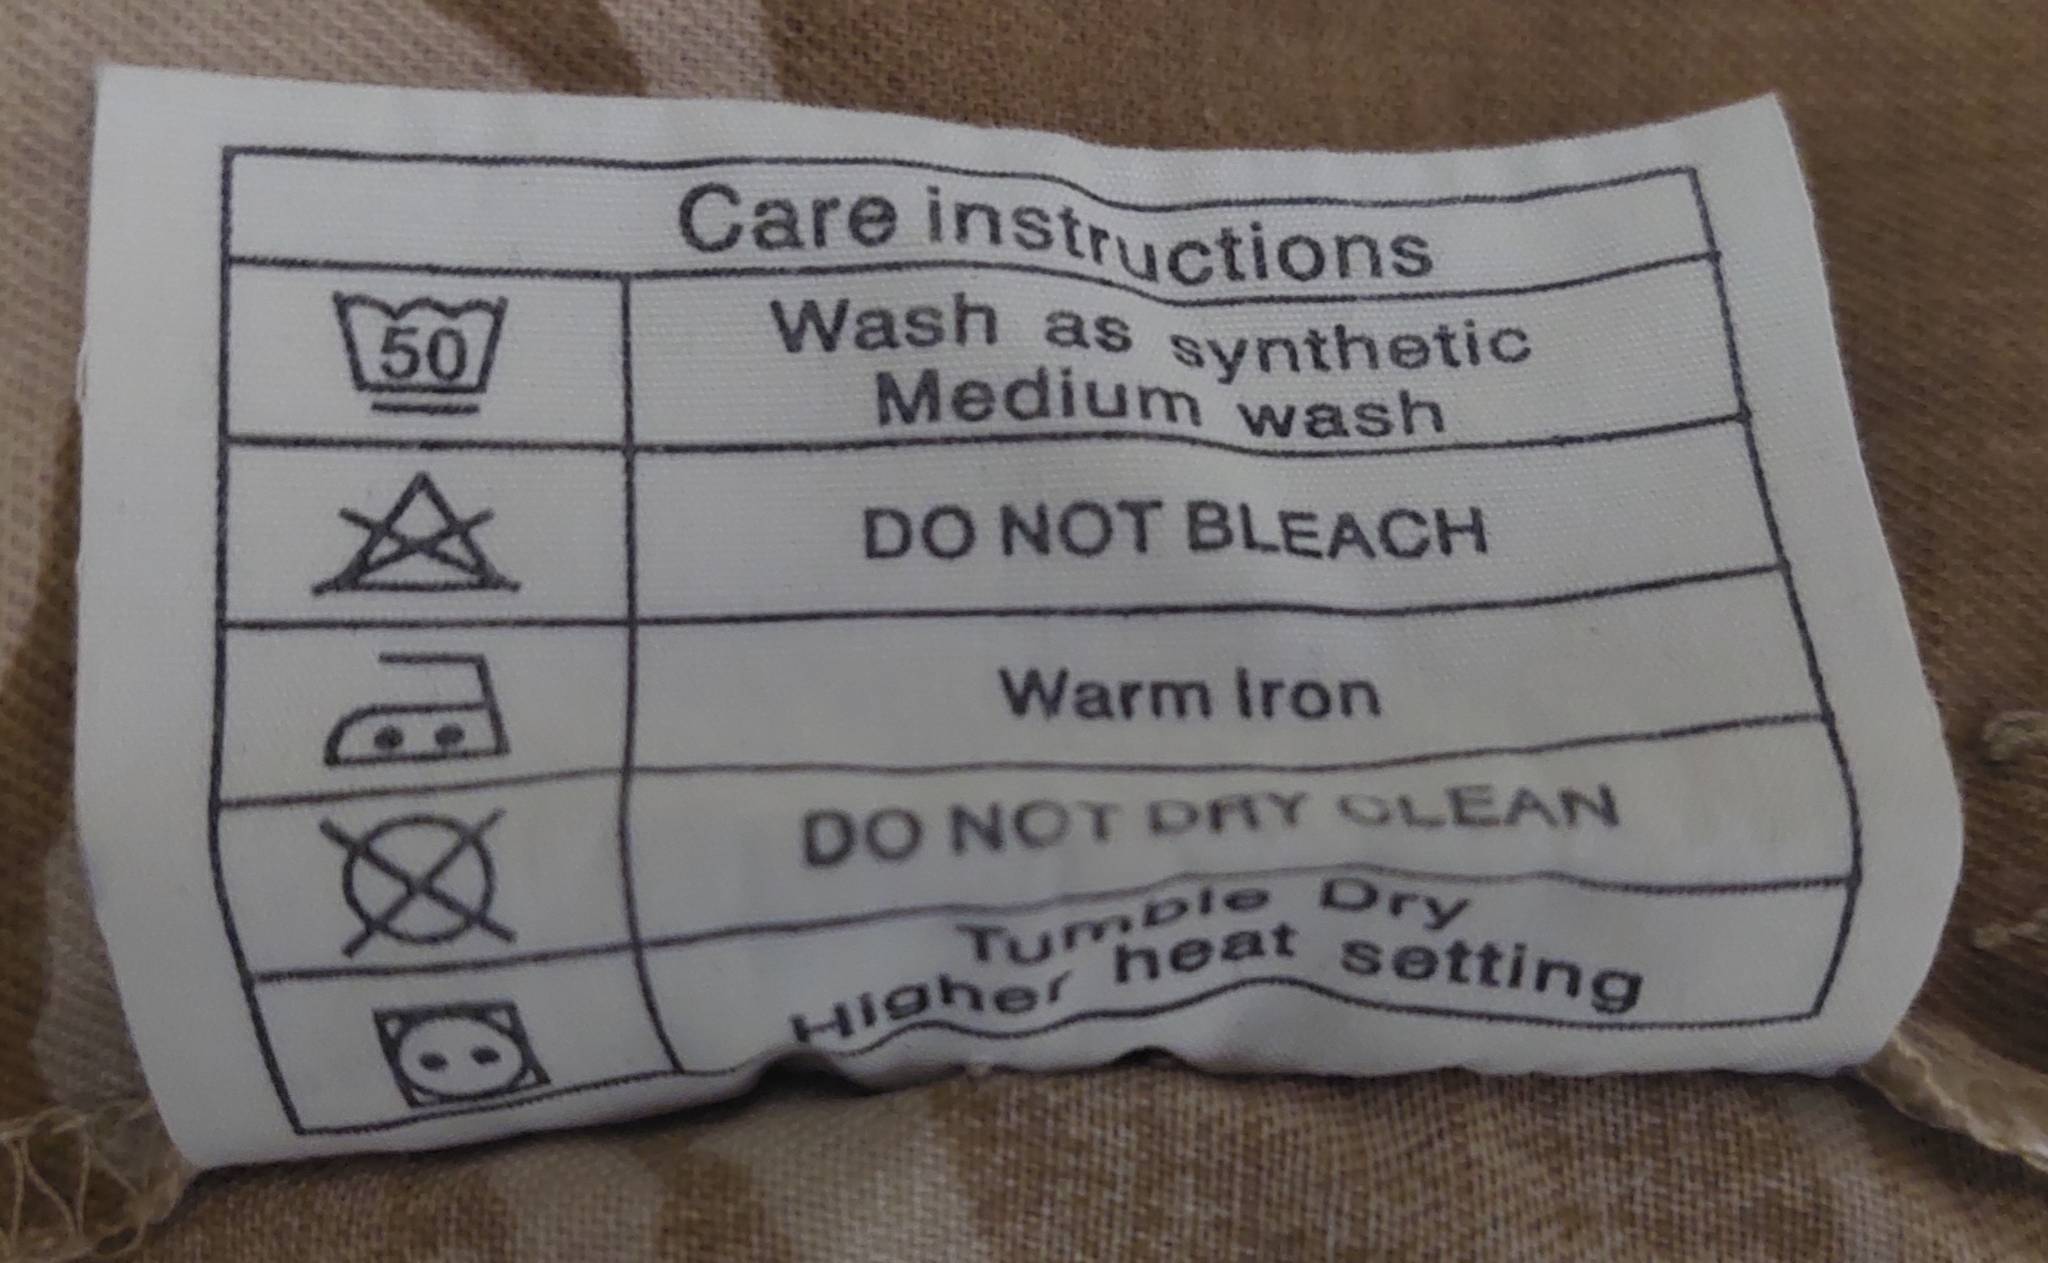 Care instructions
50
Wash as synthetic
Medium wash
DO NOT BLEACH
Warm Iron
DO NOT DRY CLEAN
Tumble Dry
Higher heat setting